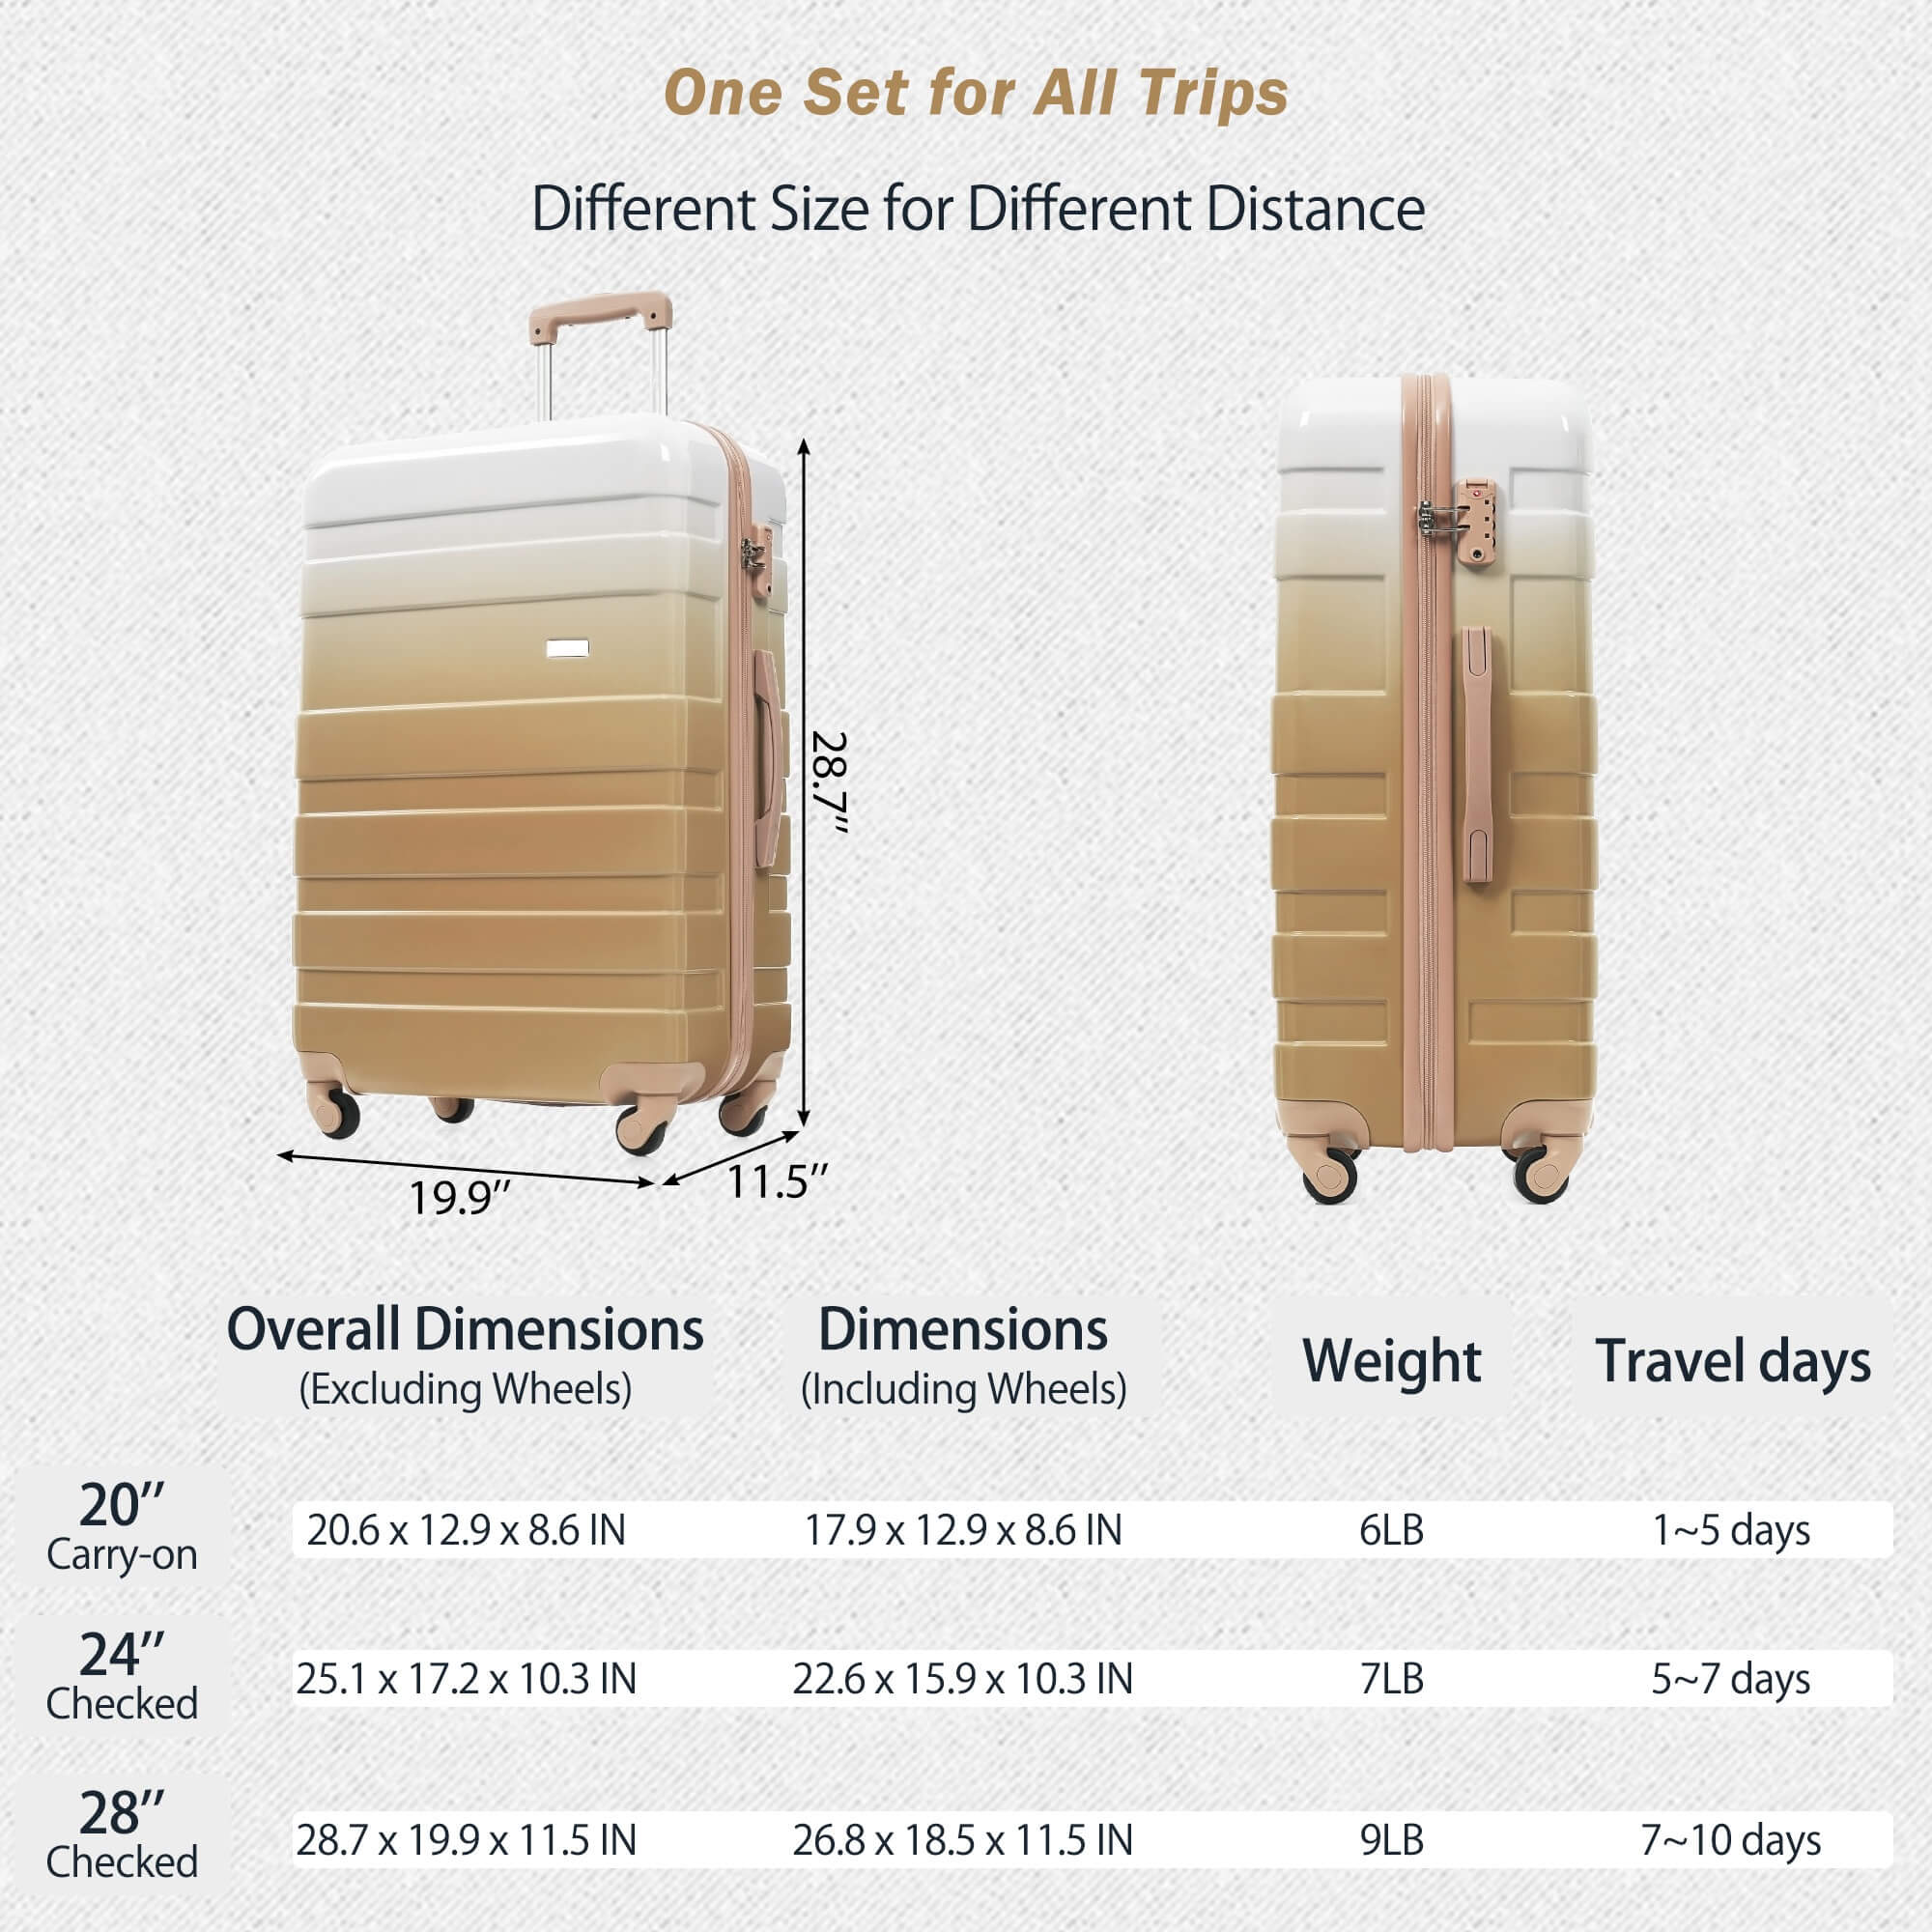 One Set for All Trips
Different Size for Different Distance
28.7’’
19.9’’
11.5’’
Overall Dimensions
(Excluding Wheels)
Dimensions
(Including Wheels)
Weight
Travel days
20’’
Carry-on
20.6 x 12.9 x 8.6 IN
17.9 x 12.9 x 8.6 IN
6LB
1~5 days
24’’
Checked
25.1 x 17.2 x 10.3 IN
22.6 x 15.9 x 10.3 IN
7LB
5~7 days
28’’
Checked
28.7 x 19.9 x 11.5 IN
26.8 x 18.5 x 11.5 IN
9LB
7~10 days